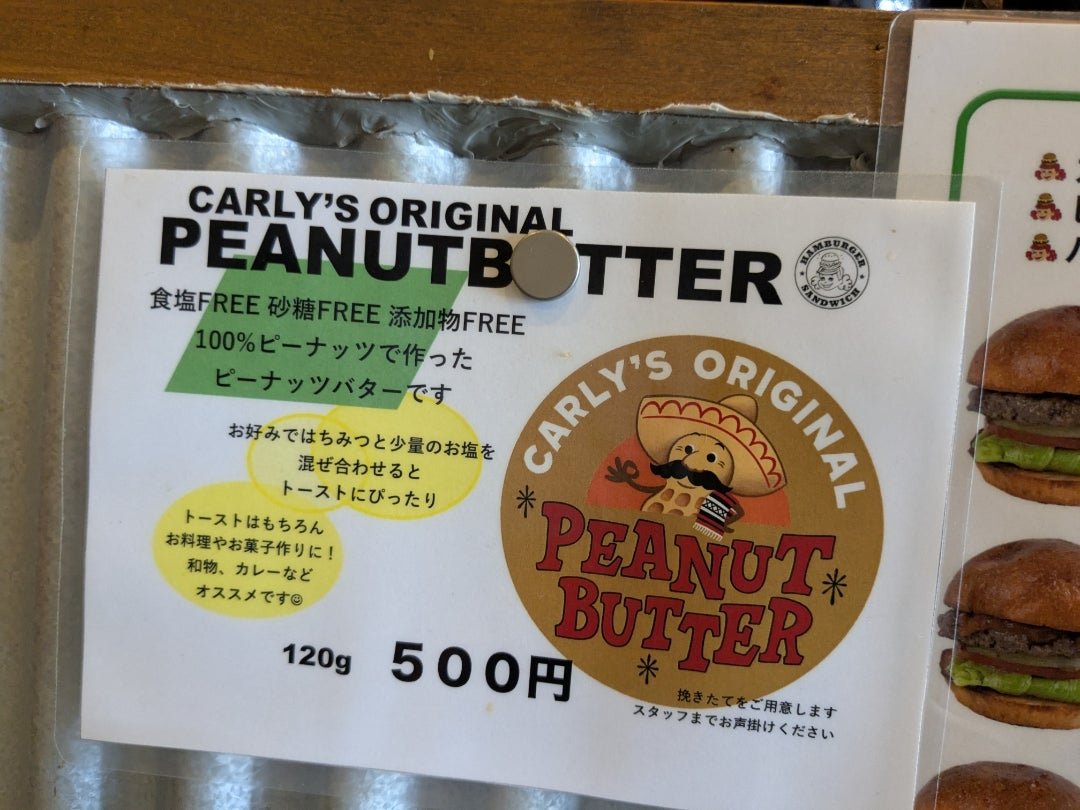 CARLY'S ORIGINAL
PEANUTBUTTER
HAMBURGER
SANDWICH
食塩FREE 砂糖FREE 添加物FREE
100%ピーナッツで作った
ピーナッツバターです
お好みではちみつと少量のお塩を
混ぜ合わせると
トーストにぴったり
トーストはもちろん
お料理やお菓子作りに!
和物、カレーなど
オススメです☺
120g 500円
CARLY'S ORIGINAL
PEANUT
BUTTER
挽きたてをご用意します
スタッフまでお声掛けください